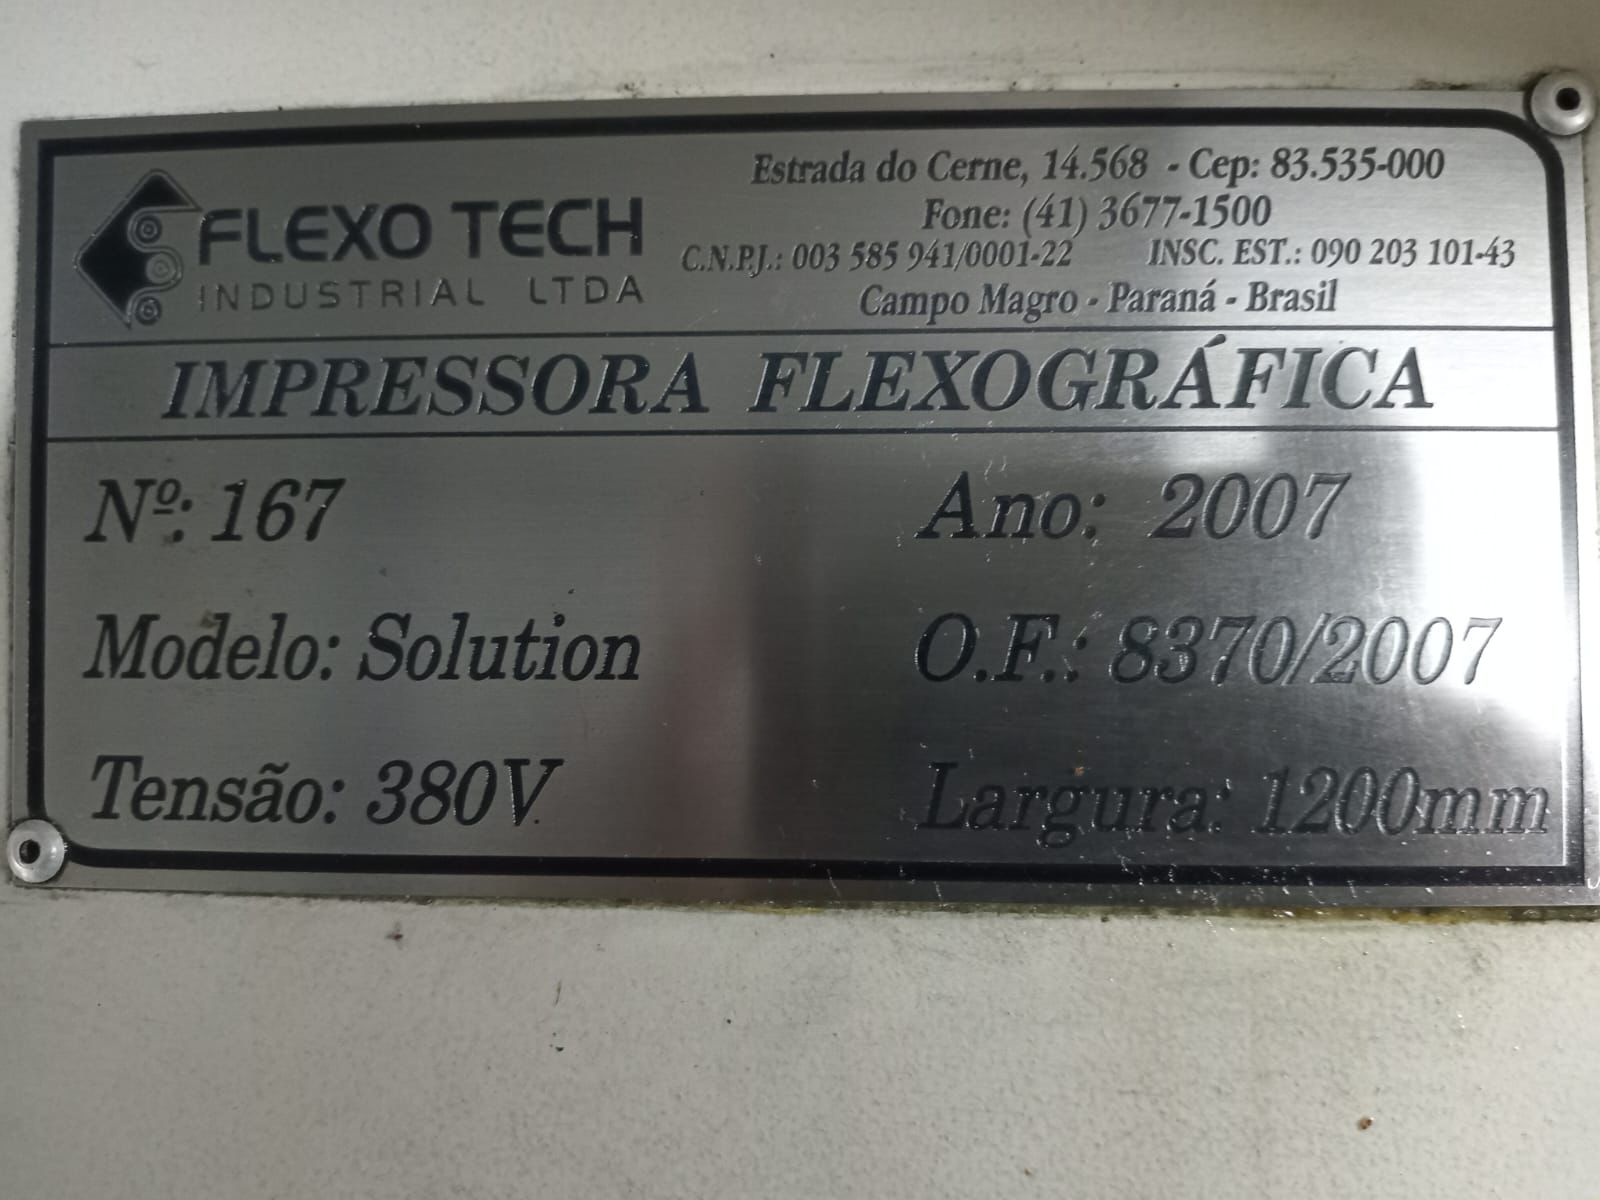 FLEXO TECH
INDUSTRIAL LTDA
Estrada do Cerne, 14.568 - Cep: 83.535-000
Fone: (41) 3677-1500
C.N.P.J.: 003 585 941/0001-22 INSC. EST.: 090 203 101-43
Campo Magro - Paraná - Brasil
IMPRESSORA FLEXOGRÁFICA
Nº: 167 Ano: 2007
Modelo: Solution O.F.: 8370/2007
Tensão: 380V Largura: 1200mm